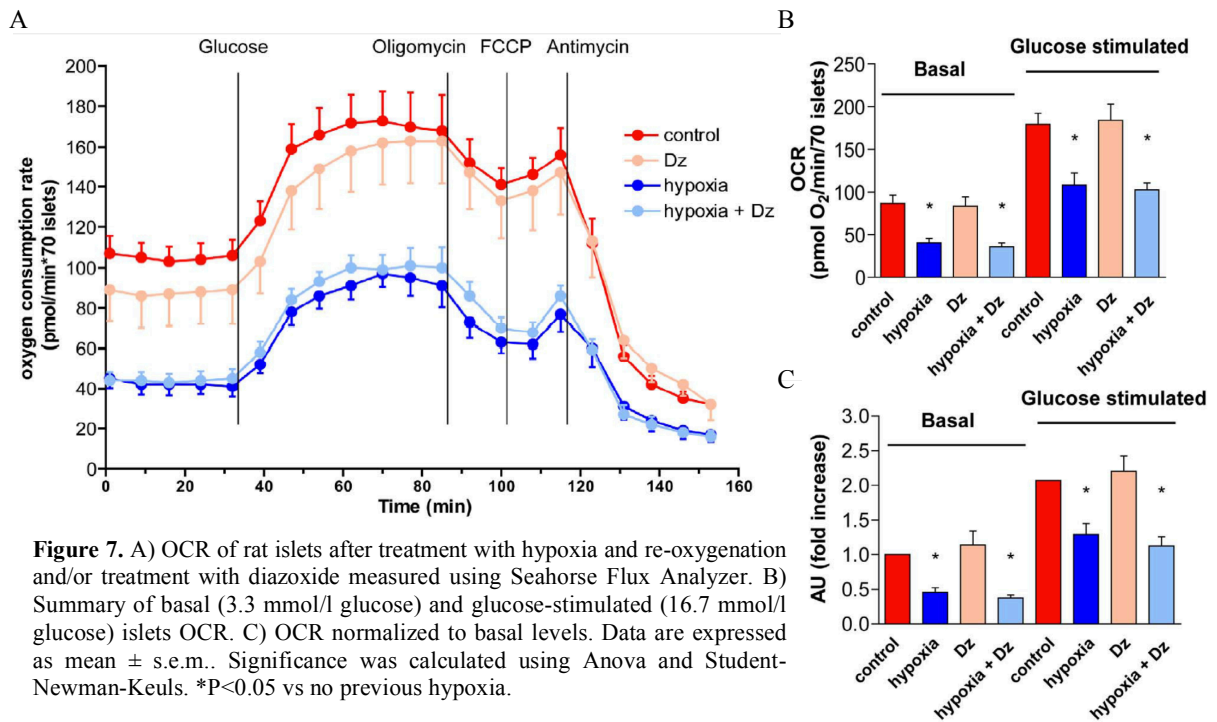 A
Glucose
Oligomycin
FCCP
Antimycin
200
180
160
140
120
100
80
60
40
20
0
oxygen consumption rate
(pmol/min*70 islets)
control
Dz
hypoxia
hypoxia + Dz
0
20
40
60
80
100
120
140
160
Time (min)
B
Glucose stimulated
Basal
250
200
150
100
50
0
OCR
(pmol O2/min/70 islets)
*
*
*
*
control
hypoxia
Dz
hypoxia + Dz
control
hypoxia
Dz
hypoxia + Dz
C
Glucose stimulated
Basal
3.0
2.5
2.0
1.5
1.0
0.5
0.0
AU (fold increase)
*
*
*
*
control
hypoxia
Dz
hypoxia + Dz
control
hypoxia
Dz
hypoxia + Dz
Figure 7. A) OCR of rat islets after treatment with hypoxia and re-oxygenation
and/or treatment with diazoxide measured using Seahorse Flux Analyzer. B)
Summary of basal (3.3 mmol/l glucose) and glucose-stimulated (16.7 mmol/l
glucose) islets OCR. C) OCR normalized to basal levels. Data are expressed
as mean ± s.e.m.. Significance was calculated using Anova and Student-
Newman-Keuls. *P<0.05 vs no previous hypoxia.